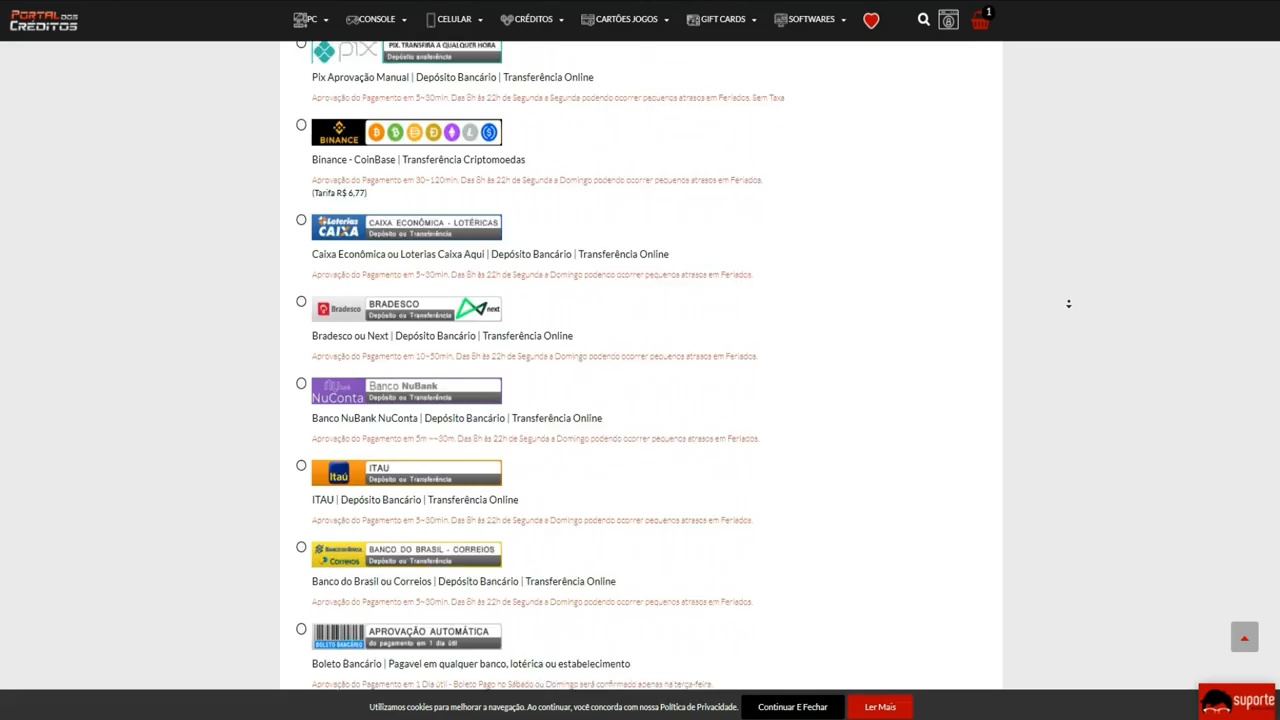 PORTAL DOS CRÉDITOS
PC
CONSOLE
CELULAR
CRÉDITOS
CARTÕES JOGOS
GIFT CARDS
SOFTWARES
1
pix
PIX. TRANSFIRA A QUALQUER HORA
Pix Aprovação Manual | Depósito Bancário | Transferência Online
Aprovação do Pagamento em 5~30min. Das 8h às 22h de Segunda a Segunda podendo ocorrer pequenos atrasos em Feriados. Sem Taxa
BINANCE
Binance - CoinBase | Transferência Criptomoedas
Aprovação do Pagamento em 30~120min. Das 8h às 22h de Segunda a Domingo podendo ocorrer pequenos atrasos em Feriados.
(Tarifa R$ 6,77)
Loterias CAIXA
CAIXA ECONÔMICA - LOTÉRICAS
Depósito ou Transferência
Caixa Econômica ou Loterias Caixa Aqui | Depósito Bancário | Transferência Online
Aprovação do Pagamento em 5~30min. Das 8h às 22h de Segunda a Domingo podendo ocorrer pequenos atrasos em Feriados.
Bradesco
BRADESCO
Depósito ou Transferência
next
Bradesco ou Next | Depósito Bancário | Transferência Online
Aprovação do Pagamento em 10~50min. Das 8h às 22h de Segunda a Domingo podendo ocorrer pequenos atrasos em Feriados.
NuConta
Banco NuBank
Depósito ou Transferência
Banco NuBank NuConta | Depósito Bancário | Transferência Online
Aprovação do Pagamento em 5m ~~30m. Das 8h às 22h de Segunda a Domingo podendo ocorrer pequenos atrasos em Feriados.
Itaú
ITAU
Depósito ou Transferência
ITAU | Depósito Bancário | Transferência Online
Aprovação do Pagamento em 5~30min. Das 8h às 22h de Segunda a Domingo podendo ocorrer pequenos atrasos em Feriados.
BANCO DO BRASIL
Correios
BANCO DO BRASIL - CORREIOS
Depósito ou Transferência
Banco do Brasil ou Correios | Depósito Bancário | Transferência Online
Aprovação do Pagamento em 5~30min. Das 8h às 22h de Segunda a Domingo podendo ocorrer pequenos atrasos em Feriados.
BOLETO BANCÁRIO
APROVAÇÃO AUTOMÁTICA
do pagamento em 1 dia útil
Boleto Bancário | Pagavel em qualquer banco, lotérica ou estabelecimento
Aprovação do Pagamento em 1 Dia útil - Boleto Pago no Sábado ou Domingo será confirmado apenas na terça-feira.
Utilizamos cookies para melhorar a navegação. Ao continuar, você concorda com nossa Política de Privacidade.
Continuar E Fechar
Ler Mais
suporte